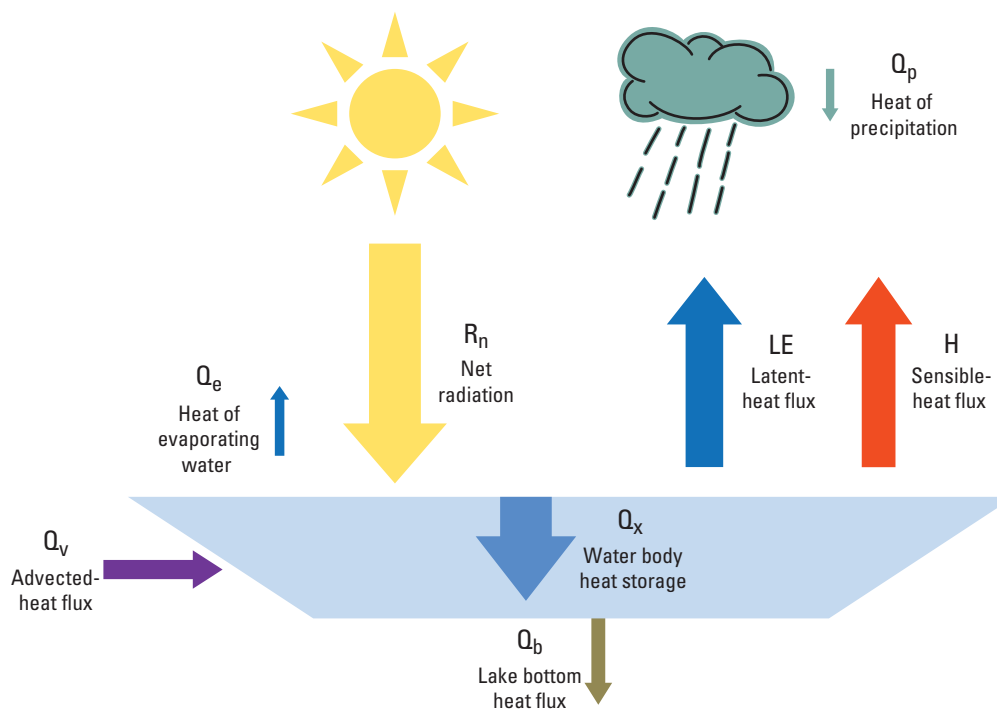 Qp
Heat of
precipitation
Rn
Net
radiation
LE
Latent-
heat flux
H
Sensible-
heat flux
Qe
Heat of
evaporating
water
Qv
Advected-
heat flux
Qx
Water body
heat storage
Qb
Lake bottom
heat flux